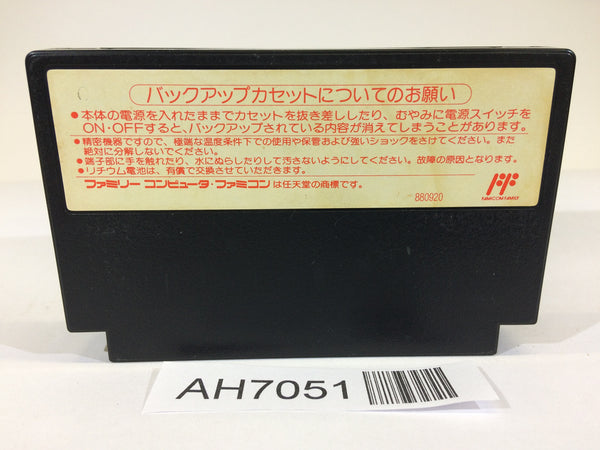 バックアップカセットについてのお願い
●本体の電源を入れたままでカセットを抜き差ししたり、むやみに電源スイッチを
ON・OFFすると、バックアップされている内容が消えてしまうことがあります。
●精密機器ですので、極端な温度条件下での使用や保管および強いショックをさけてください。また
絶対に分解しないでください。
●端子部に手を触れたり、水にぬらしたりして汚さないようにしてください。故障の原因となります。
●リチウム電池は、有償で交換させていただきます。
ファミリーコンピュータ・ファミコンは任天堂の商標です。
FAMICOM FAMILY
880920
AH7051